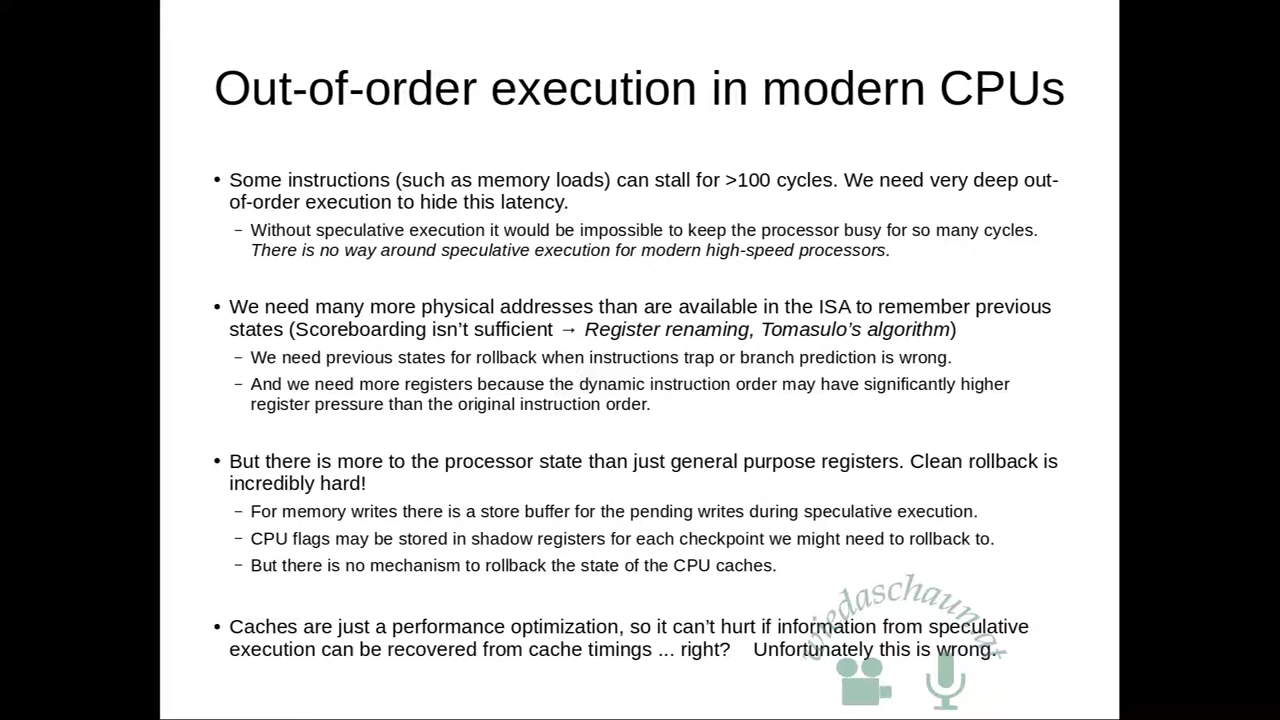 Out-of-order execution in modern CPUs
• Some instructions (such as memory loads) can stall for >100 cycles. We need very deep out-
of-order execution to hide this latency.
– Without speculative execution it would be impossible to keep the processor busy for so many cycles.
There is no way around speculative execution for modern high-speed processors.
• We need many more physical addresses than are available in the ISA to remember previous
states (Scoreboarding isn't sufficient → Register renaming, Tomasulo's algorithm)
– We need previous states for rollback when instructions trap or branch prediction is wrong.
– And we need more registers because the dynamic instruction order may have significantly higher
register pressure than the original instruction order.
• But there is more to the processor state than just general purpose registers. Clean rollback is
incredibly hard!
– For memory writes there is a store buffer for the pending writes during speculative execution.
– CPU flags may be stored in shadow registers for each checkpoint we might need to rollback to.
– But there is no mechanism to rollback the state of the CPU caches.
• Caches are just a performance optimization, so it can't hurt if information from speculative
execution can be recovered from cache timings ... right? Unfortunately this is wrong.
wiedaschaumat